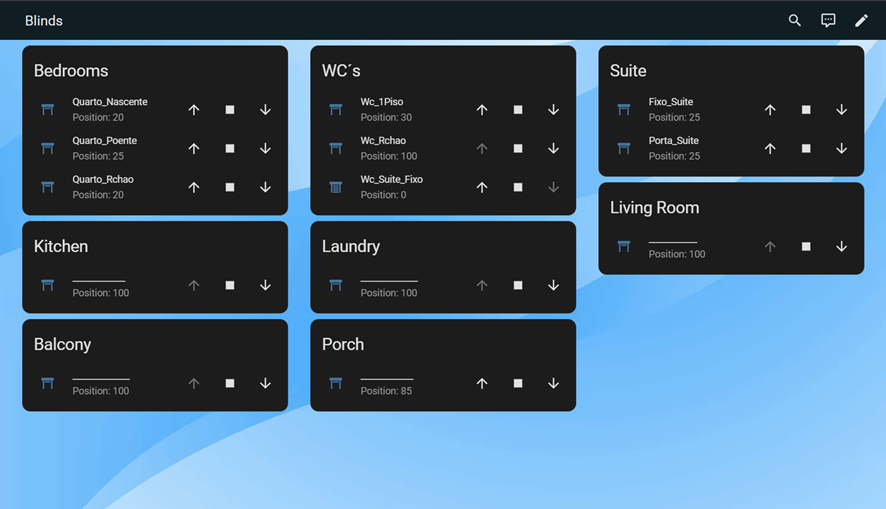 Blinds
Bedrooms
Quarto_Nascente
Position: 20
Quarto_Poente
Position: 25
Quarto_Rchao
Position: 20
Kitchen
Position: 100
Balcony
Position: 100
WC´s
Wc_1Piso
Position: 30
Wc_Rchao
Position: 100
Wc_Suite_Fixo
Position: 0
Laundry
Position: 100
Porch
Position: 85
Suite
Fixo_Suite
Position: 25
Porta_Suite
Position: 25
Living Room
Position: 100